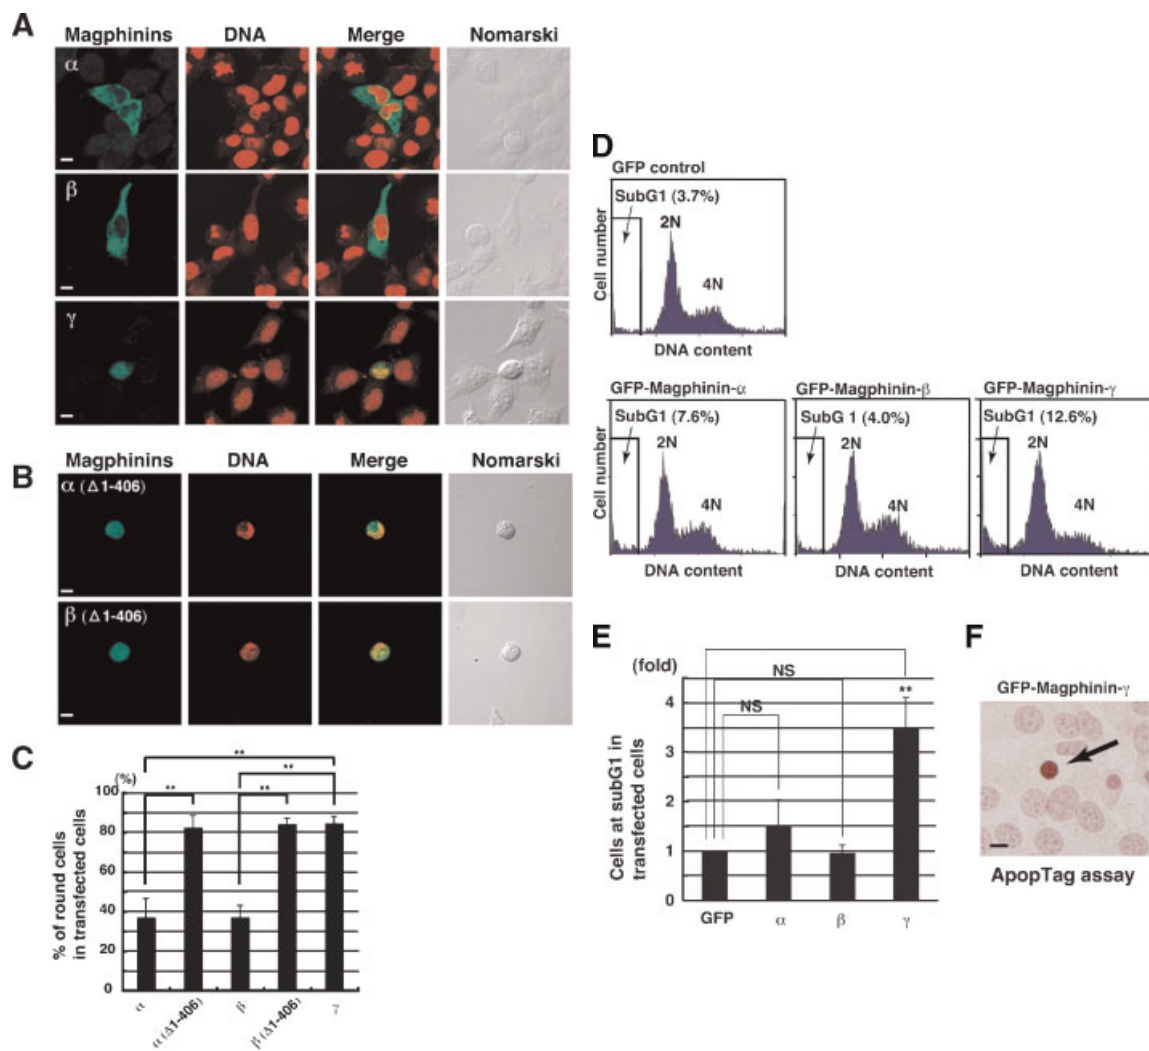 A
Magphinins DNA Merge Nomarski
α
β
γ
B
Magphinins DNA Merge Nomarski
α (Δ1-406)
β (Δ1-406)
C
(%)
** 
**
** **
100
80
60
40
20
0
% of round cells
in transfected cells
α α (Δ1-406) β β (Δ1-406) γ
D
GFP control
SubG1 (3.7%)
2N
4N
Cell number
DNA content
GFP-Magphinin-α GFP-Magphinin-β GFP-Magphinin-γ
SubG1 (7.6%) SubG 1 (4.0%) SubG1 (12.6%)
2N 2N 2N
4N 4N 4N
Cell number
DNA content DNA content DNA content
E
(fold)
NS
**
NS
4
3
2
1
0
Cells at subG1 in
transfected cells
GFP α β γ
F
GFP-Magphinin-γ
ApopTag assay